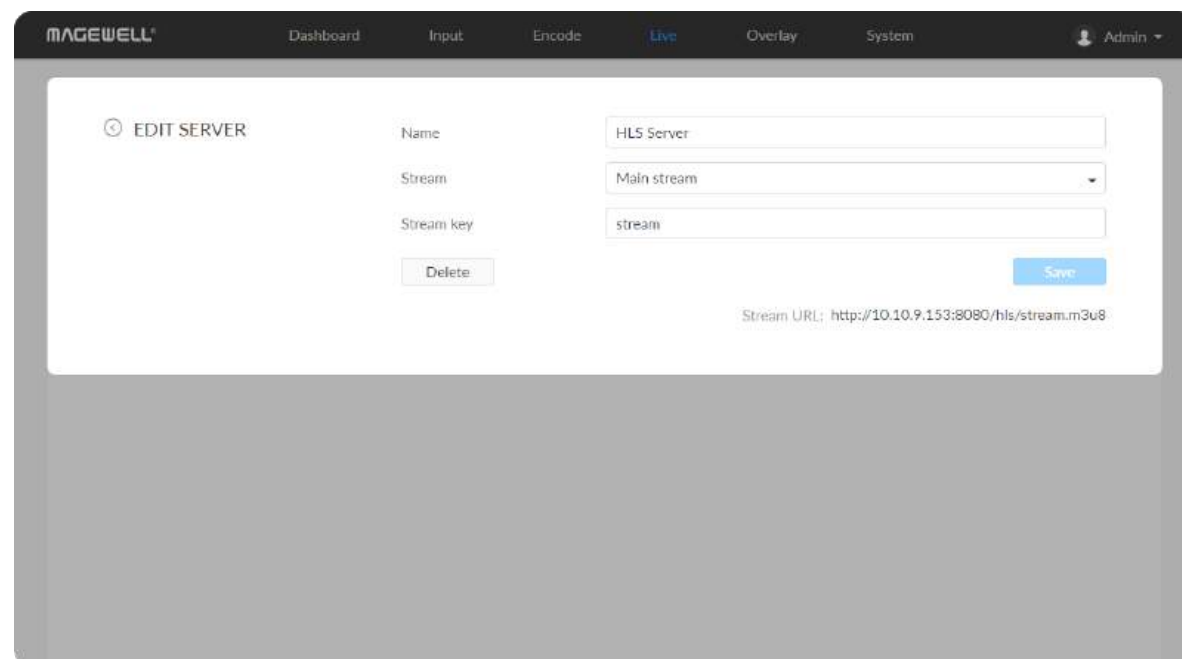 MAGEWELL® Dashboard Input Encode Live Overlay System Admin
EDIT SERVER
Name HLS Server
Stream Main stream
Stream key stream
Delete Save
Stream URL: http://10.10.9.153:8080/hls/stream.m3u8